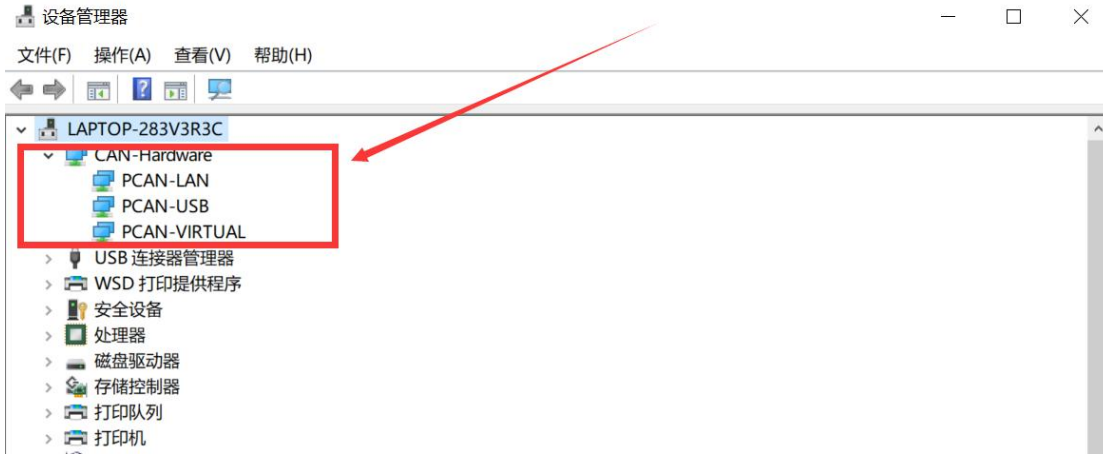 设备管理器
文件(F) 操作(A) 查看(V) 帮助(H)
LAPTOP-283V3R3C
CAN-Hardware
PCAN-LAN
PCAN-USB
PCAN-VIRTUAL
USB 连接器管理器
WSD 打印提供程序
安全设备
处理器
磁盘驱动器
存储控制器
打印队列
打印机